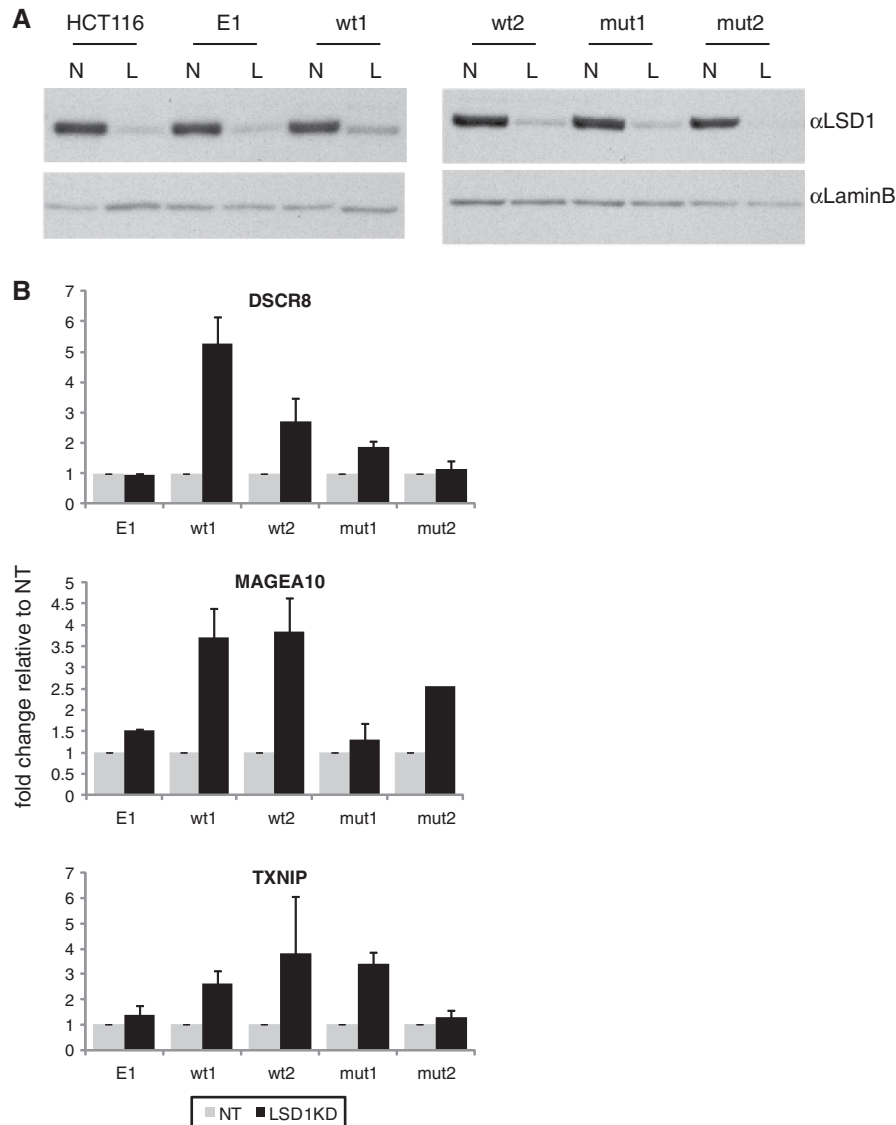 A
HCT116 E1 wt1 wt2 mut1 mut2
N L N L N L N L N L N L
αLSD1
αLaminB
B
fold change relative to NT
DSCR8
7
6
5
4
3
2
1
0
E1 wt1 wt2 mut1 mut2
MAGEA10
5
4.5
4
3.5
3
2.5
2
1.5
1
0.5
0
E1 wt1 wt2 mut1 mut2
TXNIP
7
6
5
4
3
2
1
0
E1 wt1 wt2 mut1 mut2
NT LSD1KD